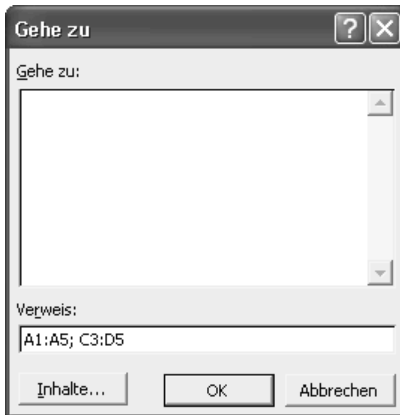 Gehe zu
Gehe zu:
Verweis:
A1:A5; C3:D5
Inhalte... OK Abbrechen